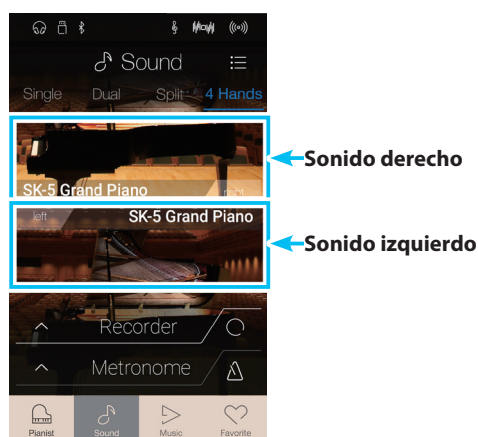 Sound
Single Dual Split 4 Hands
SK-5 Grand Piano right
Sonido derecho
left SK-5 Grand Piano
Sonido izquierdo
Recorder
Metronome
Pianist Sound Music Favorite